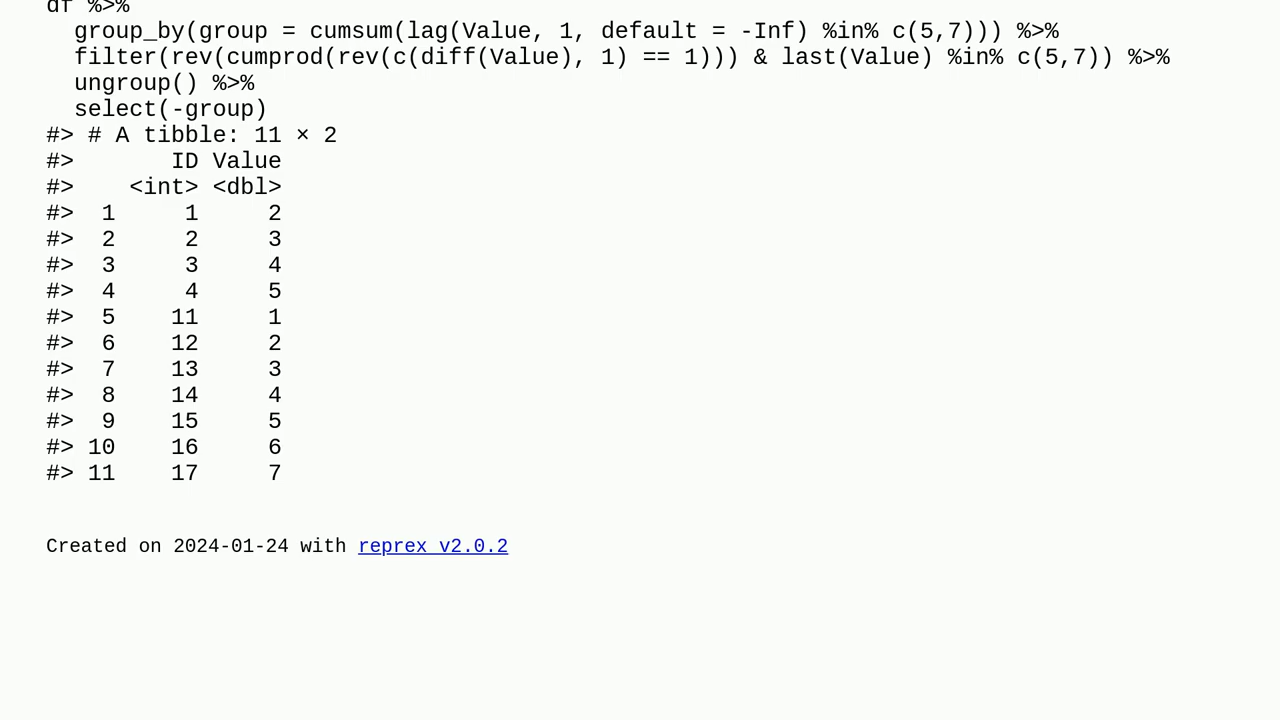 df %>%
  group_by(group = cumsum(lag(Value, 1, default = -Inf) %in% c(5,7))) %>%
  filter(rev(cumprod(rev(c(diff(Value), 1) == 1))) & last(Value) %in% c(5,7)) %>%
  ungroup() %>%
  select(-group)
#> # A tibble: 11 × 2
#>       ID Value
#>    <int> <dbl>
#>  1     1     2
#>  2     2     3
#>  3     3     4
#>  4     4     5
#>  5    11     1
#>  6    12     2
#>  7    13     3
#>  8    14     4
#>  9    15     5
#> 10    16     6
#> 11    17     7
Created on 2024-01-24 with reprex v2.0.2